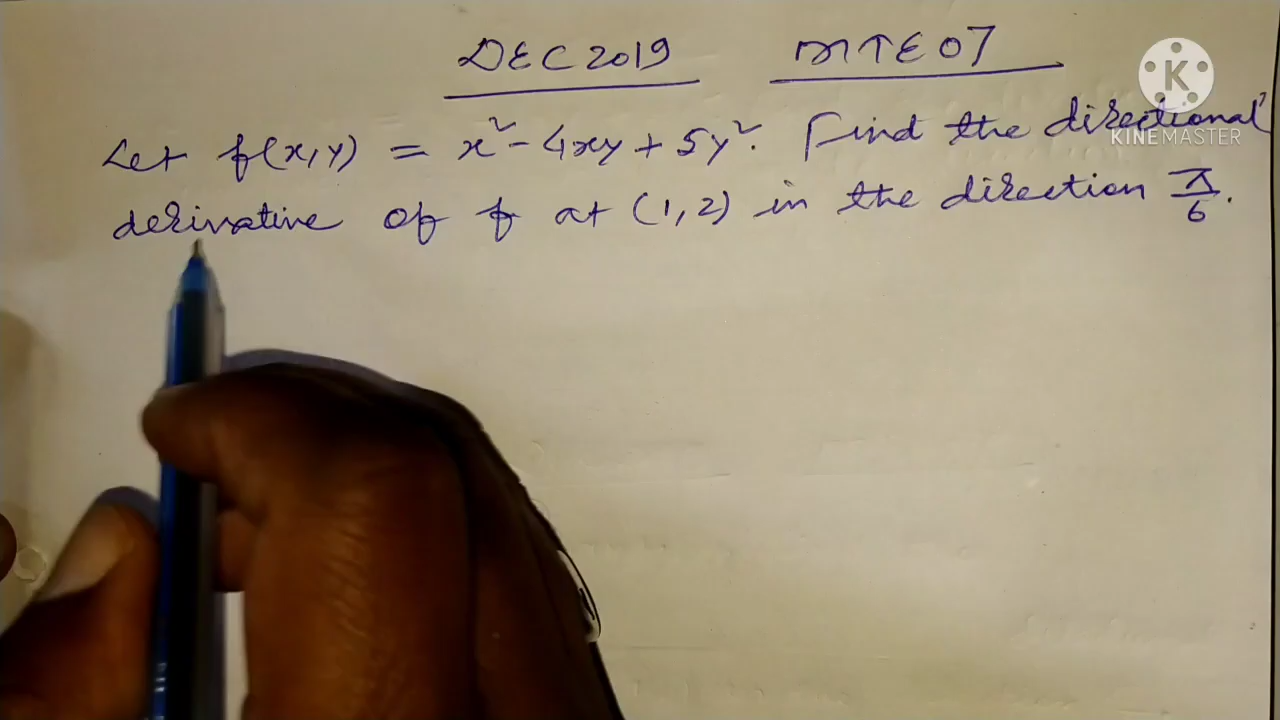 DEC 2019 MTE 07
Let f(x,y) = x² - 4xy + 5y². Find the directional
derivative of f at (1,2) in the direction π/6.
K
KINEMASTER